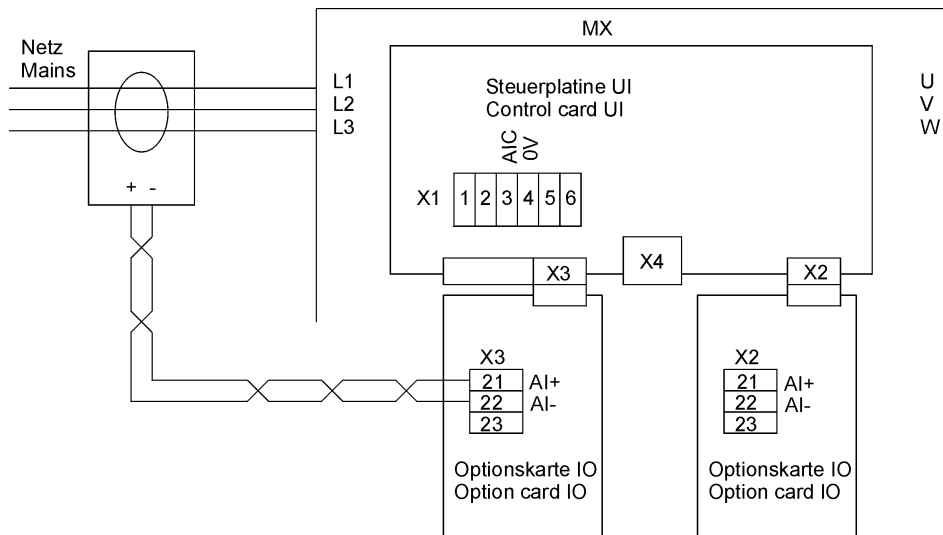 MX
Netz
Mains
L1
L2
L3
U
V
W
Steuerplatine UI
Control card UI
AIC
0V
X1 1 2 3 4 5 6
+ -
X3
X4
X2
X3
21 AI+
22 AI-
23
Optionskarte IO
Option card IO
X2
21 AI+
22 AI-
23
Optionskarte IO
Option card IO